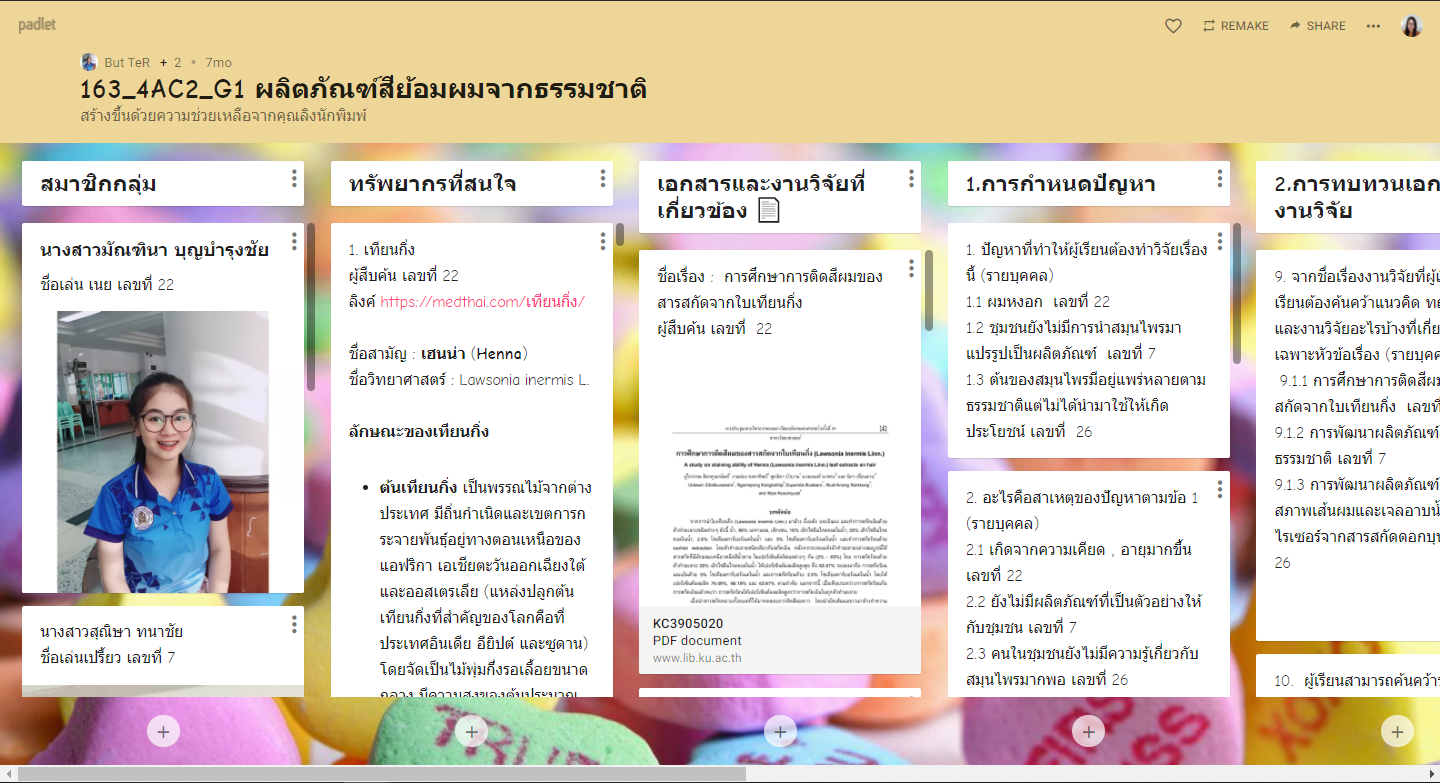 padlet
REMAKE
SHARE
But TeR + 2 • 7mo
163_4AC2_G1 ผลิตภัณฑ์สีย้อมผมจากธรรมชาติ
สร้างขึ้นด้วยความช่วยเหลือจากคุณลิงนักพิมพ์
สมาชิกกลุ่ม
นางสาวมัณฑินา บุญบำรุงชัย
ชื่อเล่น เนย เลขที่ 22
นางสาวสุณิษา ทนาชัย
ชื่อเล่นเปรี้ยว เลขที่ 7
ทรัพยากรที่สนใจ
1. เทียนกิ่ง
ผู้สืบค้น เลขที่ 22
ลิงค์ https://medthai.com/เทียนกิ่ง/
ชื่อสามัญ : เฮนน่า (Henna)
ชื่อวิทยาศาสตร์ : Lawsonia inermis L.
ลักษณะของเทียนกิ่ง
• ต้นเทียนกิ่ง เป็นพรรณไม้จากต่าง
ประเทศ มีถิ่นกำเนิดและเขตการก
ระจายพันธุ์อยู่ทางตอนเหนือของ
แอฟริกา เอเชียตะวันออกเฉียงใต้
และออสเตรเลีย (แหล่งปลูกต้น
เทียนกิ่งที่สำคัญของโลกคือที่
ประเทศอินเดีย อียิปต์ และซูดาน)
โดยจัดเป็นไม้พุ่มกึ่งรอเลื้อยขนาด
กลาง มีความสูงของต้นประมาณ
เอกสารและงานวิจัยที่
เกี่ยวข้อง
ชื่อเรื่อง : การศึกษาการติดสีผมของ
สารสกัดจากใบเทียนกิ่ง
ผู้สืบค้น เลขที่ 22
141
การศึกษาการติดสีผมของสารสกัดจากใบเทียนกิ่ง (Lawsonia inermis Linn.)
A study on staining ability of Henna (Lawsonia inermis Linn.) leaf extracts on hair
บทคัดย่อ
KC3905020
PDF document
www.lib.ku.ac.th
1.การกำหนดปัญหา
1. ปัญหาที่ทำให้ผู้เรียนต้องทำวิจัยเรื่อง
นี้ (รายบุคคล)
1.1 ผมหงอก เลขที่ 22
1.2 ชุมชนยังไม่มีการนำสมุนไพรมา
แปรรูปเป็นผลิตภัณฑ์ เลขที่ 7
1.3 ต้นของสมุนไพรมีอยู่แพร่หลายตาม
ธรรมชาติแต่ไม่ได้นำมาใช้ให้เกิด
ประโยชน์ เลขที่ 26
2. อะไรคือสาเหตุของปัญหาตามข้อ 1
(รายบุคคล)
2.1 เกิดจากความเคียด , อายุมากขึ้น
เลขที่ 22
2.2 ยังไม่มีผลิตภัณฑ์ที่เป็นตัวอย่างให้
กับชุมชน เลขที่ 7
2.3 คนในชุมชนยังไม่มีความรู้เกี่ยวกับ
สมุนไพรมากพอ เลขที่ 26
2.การทบทวนเอก
งานวิจัย
9. จากชื่อเรื่องงานวิจัยที่ผู้เ
เรียนต้องค้นคว้าแนวคิด ทฤ
และงานวิจัยอะไรบ้างที่เกี่ย
เฉพาะหัวข้อเรื่อง (รายบุคค
9.1.1 การศึกษาการติดสีผม
สกัดจากใบเทียนกิ่ง เลขที่
9.1.2 การพัฒนาผลิตภัณฑ์
ธรรมชาติ เลขที่ 7
9.1.3 การพัฒนาผลิตภัณฑ์
สภาพเส้นผมและเจลอาบน้ำ
ไรเซอร์จากสารสกัดดอกบุน
26
10. ผู้เรียนสามารถค้นคว้าร